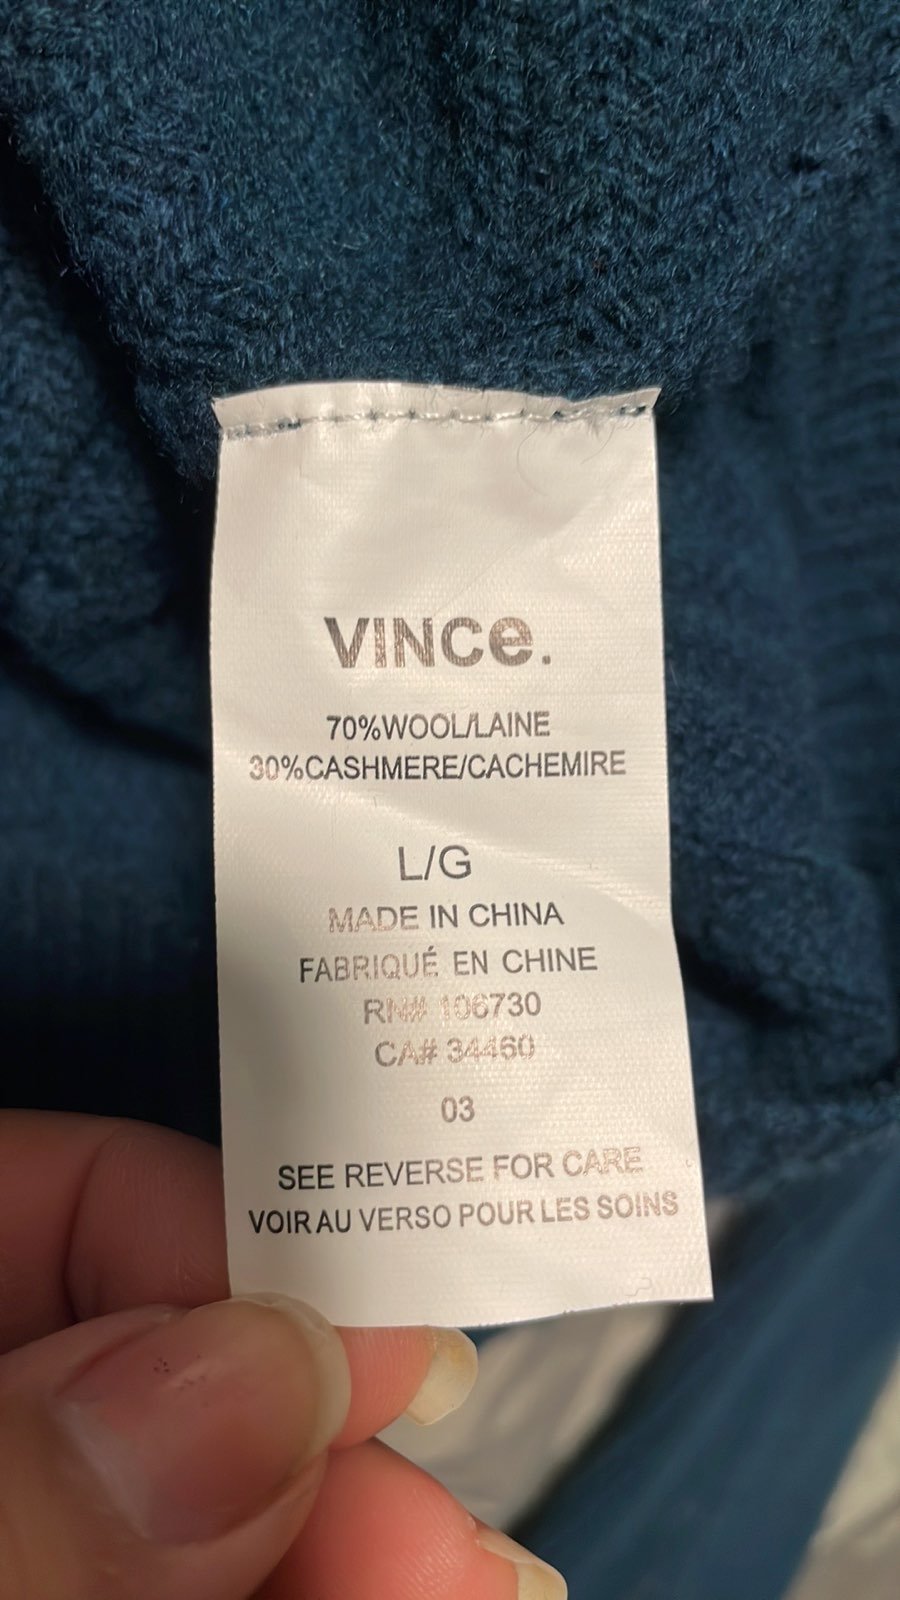 VINCe.
70%WOOL/LAINE
30%CASHMERE/CACHEMIRE
L/G
MADE IN CHINA
FABRIQUÉ EN CHINE
RN# 106730
CA# 34460
03
SEE REVERSE FOR CARE
VOIR AU VERSO POUR LES SOINS